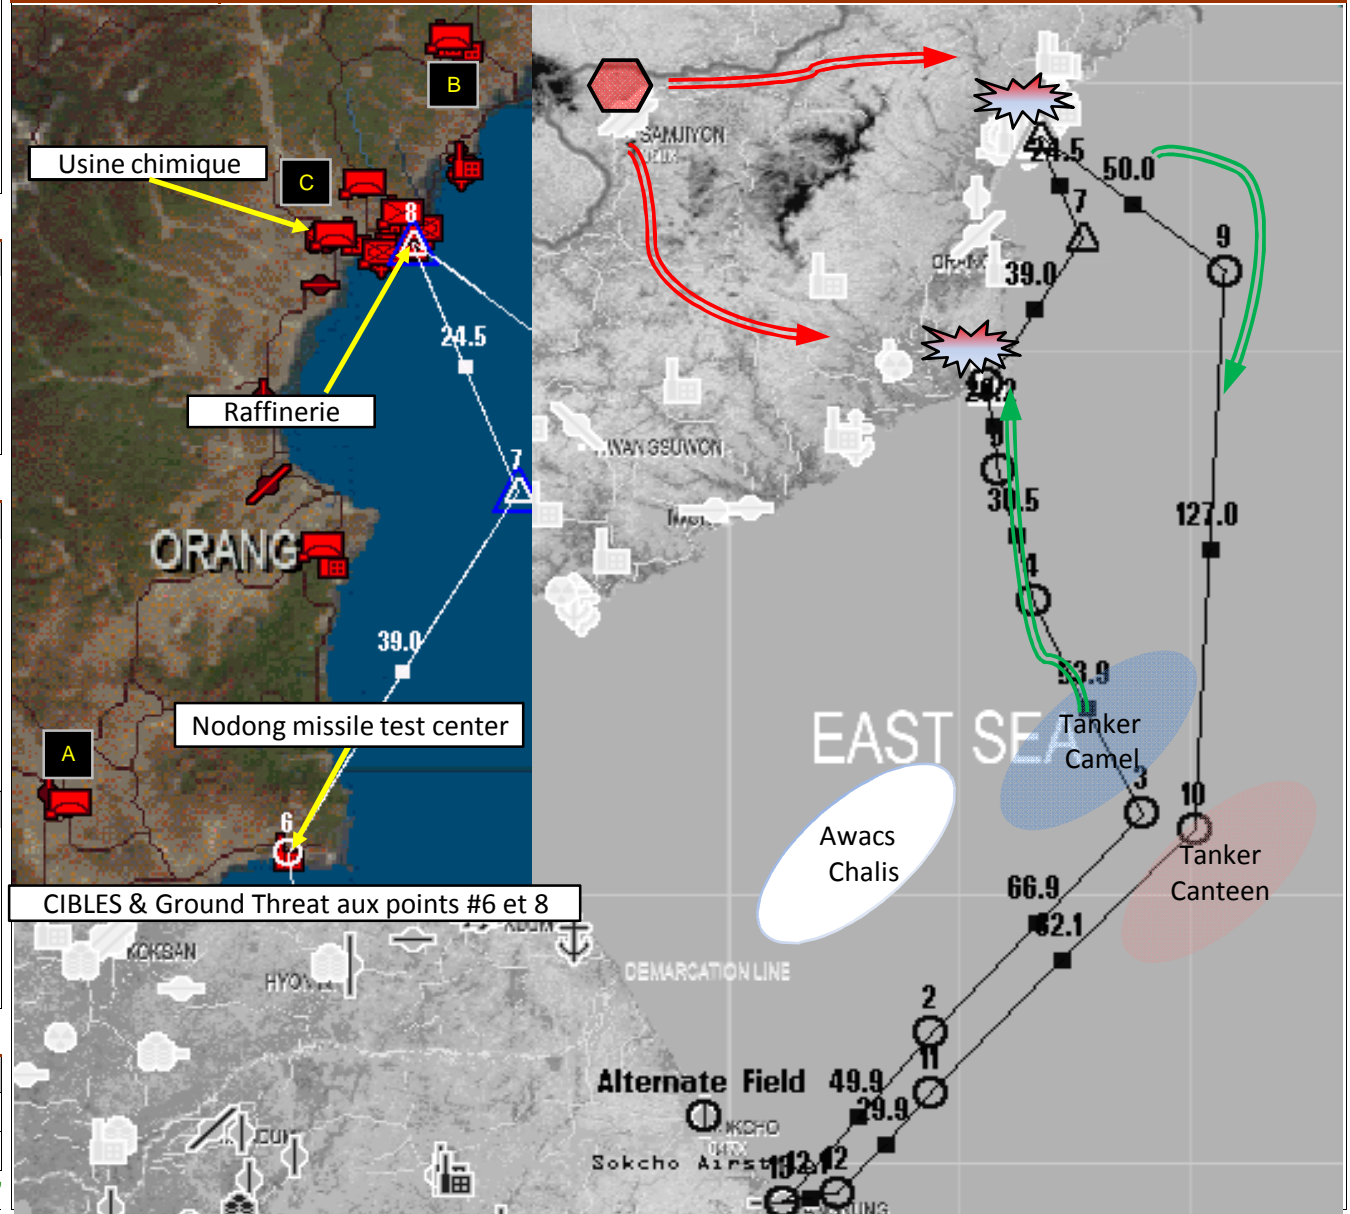 B
Usine chimique
C
8
24.5
Raffinerie
7
ORANG
39.0
Nodong missile test center
A
6
CIBLES & Ground Threat aux points #6 et 8
SAMJIYON
24.5
50.0
7
9
ORANG
39.0
5
30.5
127.0
4
53.9
EAST SEA
Tanker
Camel
3
10
Awacs
Chalis
Tanker
Canteen
66.9
62.1
KOKSAN
DEMARCATION LINE
2
11
Alternate Field
49.9
29.9
12
13